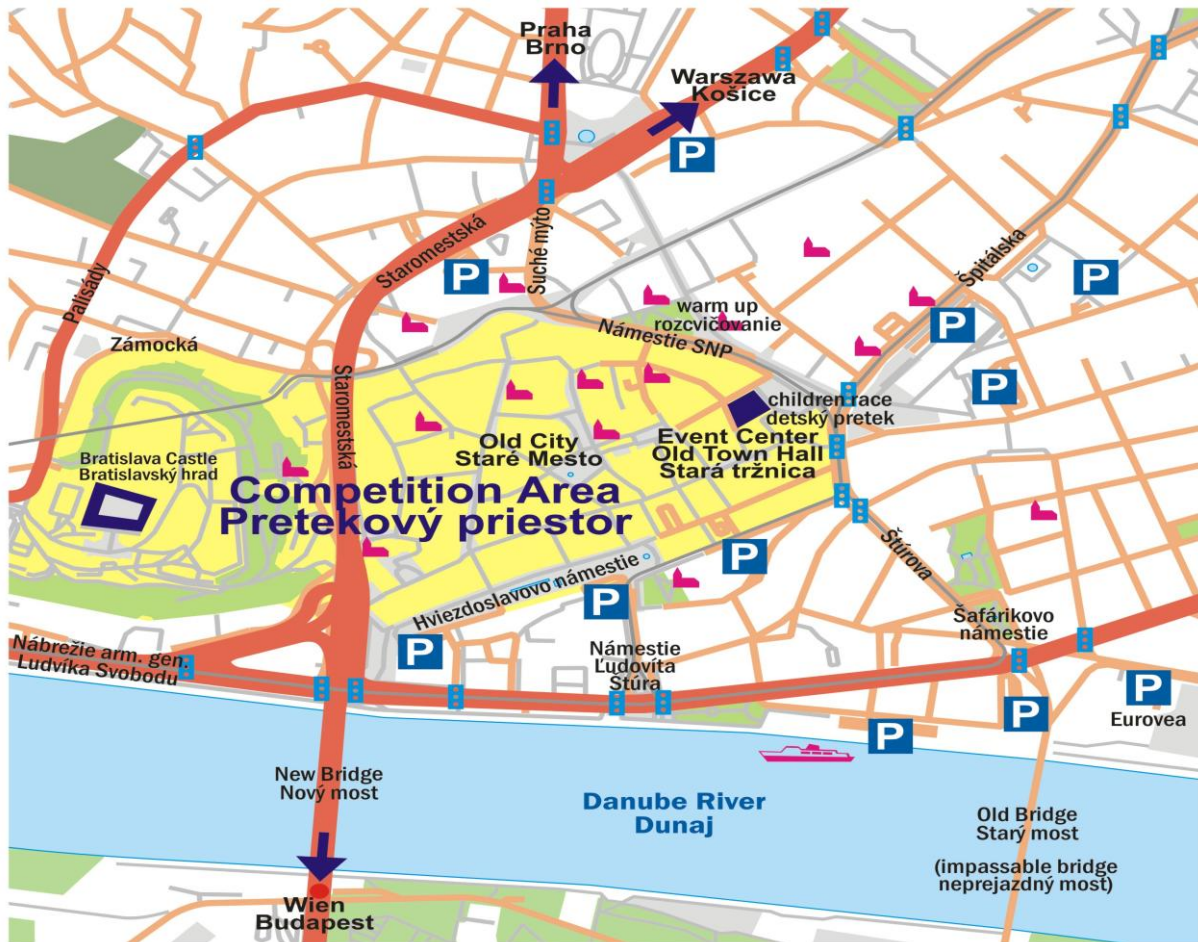 Praha
Brno
Warszawa
Košice
P
Staromestská
Suché mýto
P
Palisády
Špitálska
P
warm up
rozcvičovanie
Námestie SNP
P
Zámocká
Staromestská
P
children race
detský pretek
Old City
Staré Mesto
Event Center
Old Town Hall
Stará tržnica
Bratislava Castle
Bratislavský hrad
Competition Area
Pretekový priestor
Štúrova
P
Hviezdoslavovo námestie
P
Šafárikovo
námestie
Nábrežie arm. gen.
Ludvíka Svobodu
P
Námestie
Ľudovíta
Štúra
P
P
P
Eurovea
New Bridge
Nový most
Danube River
Dunaj
Old Bridge
Starý most
(impassable bridge
neprejazdný most)
Wien
Budapest